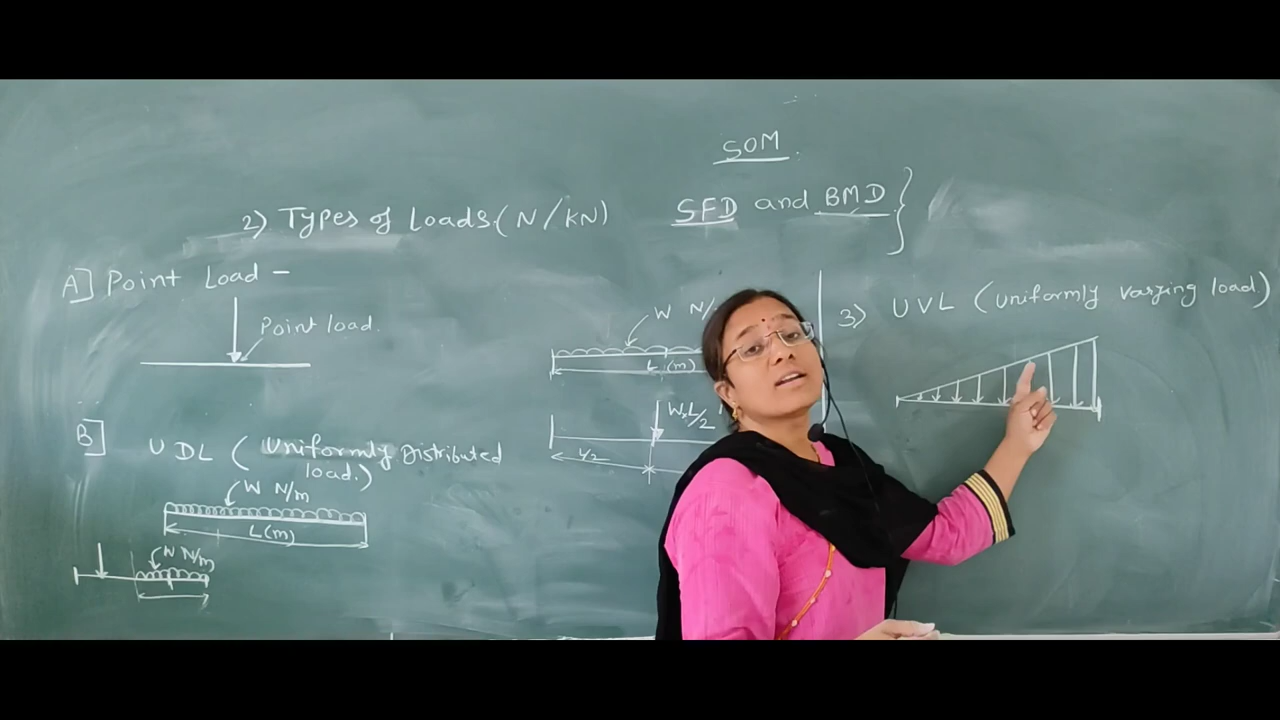 SOM.
SFD and BMD
2) Types of Loads.(N/kN)
A] Point Load -
Point load.
B] UDL ( Uniformly Distributed
load.)
W N/m
L(m)
W N/m
W N/
L (m)
L/2
3) UVL (uniformly varying load)